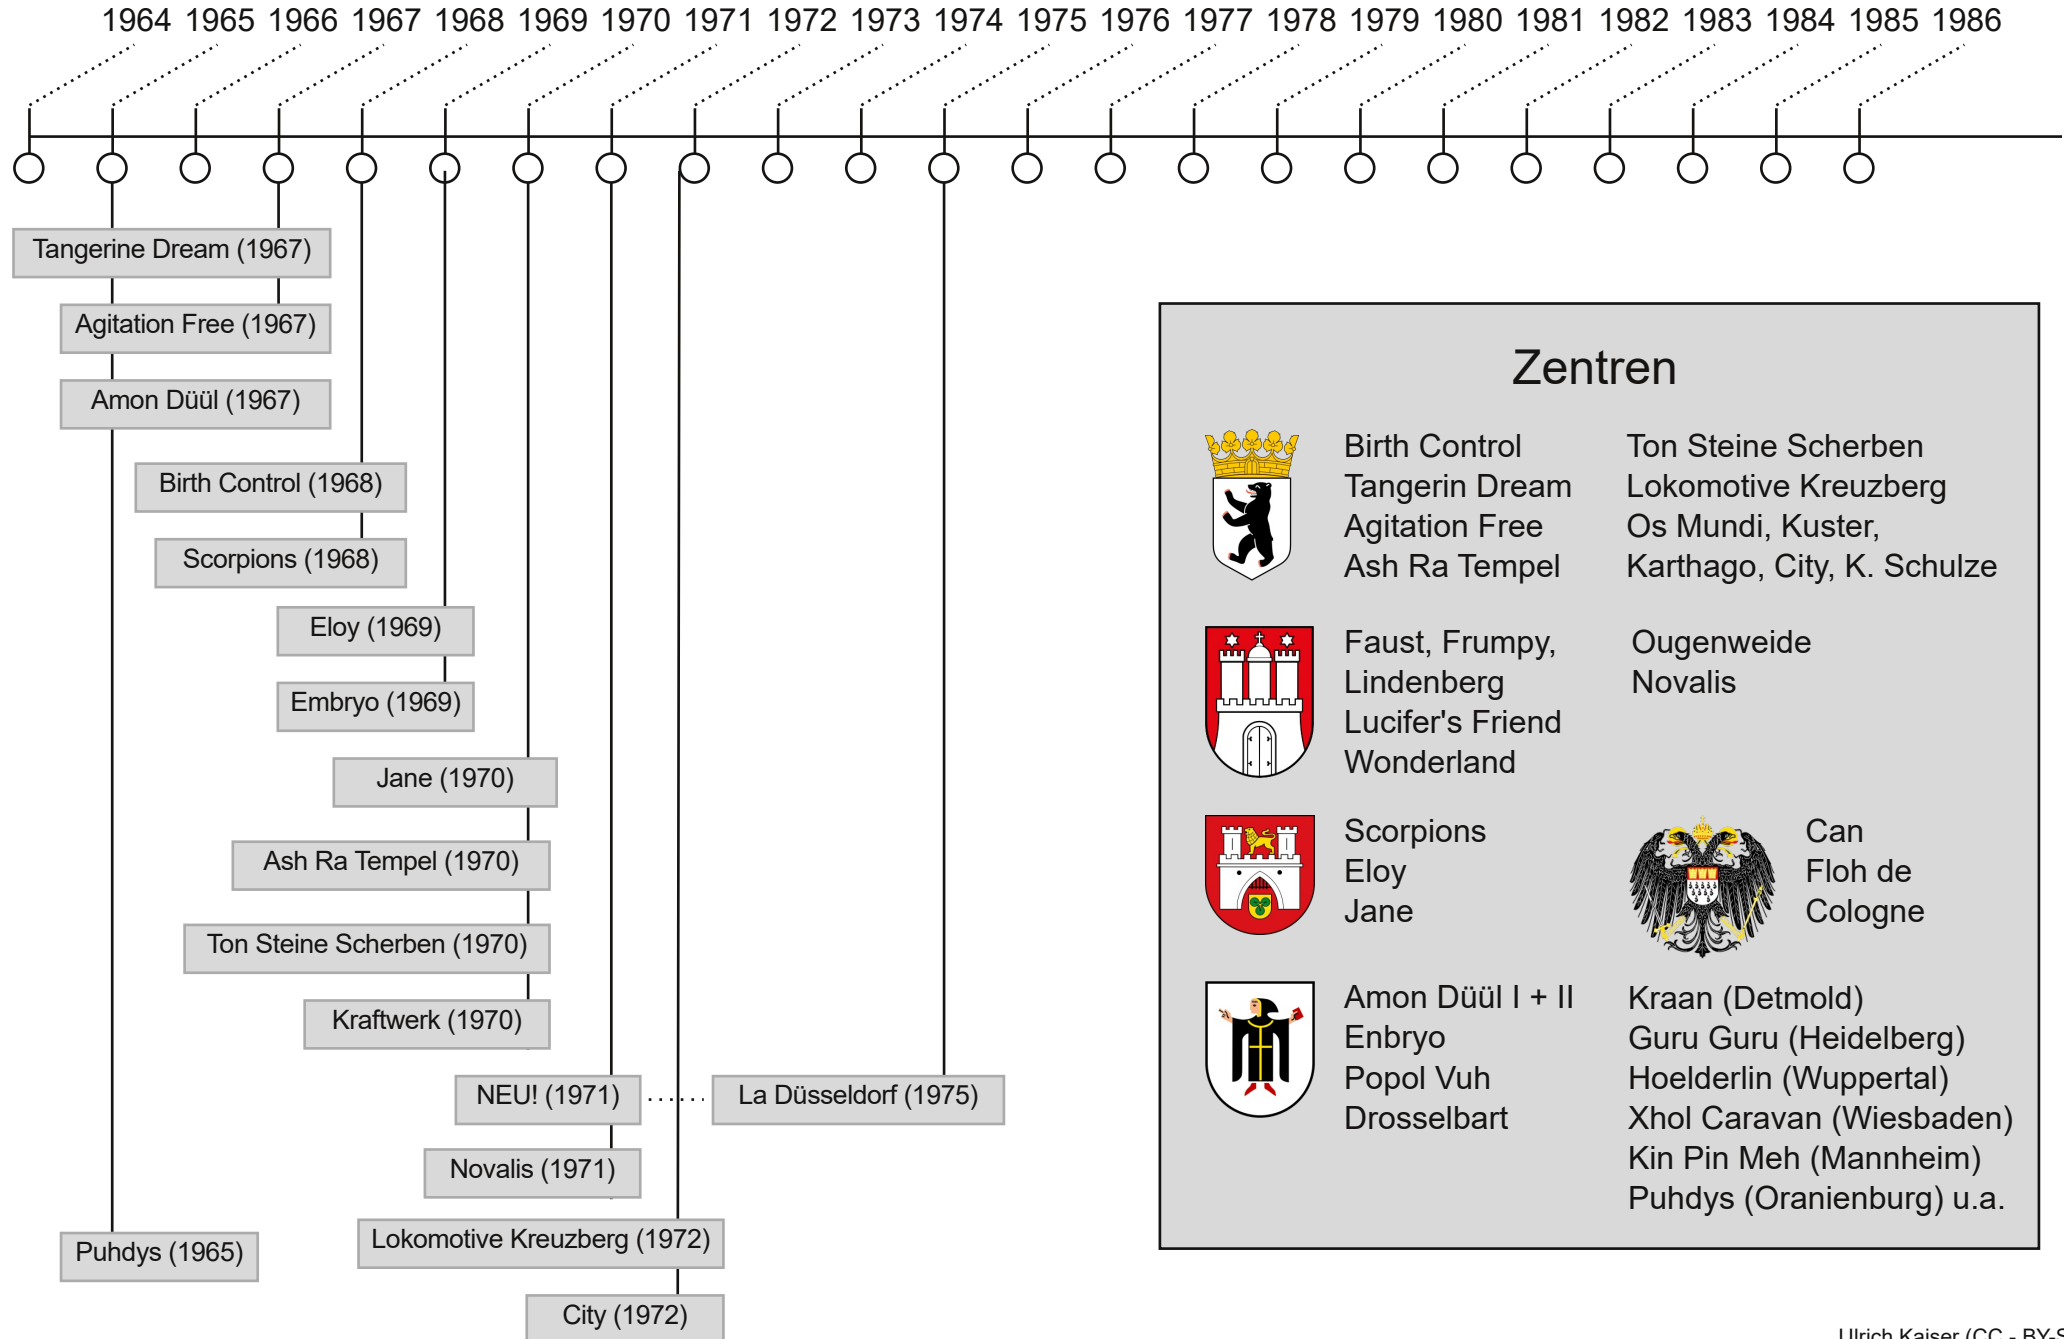 1964 1965 1966 1967 1968 1969 1970 1971 1972 1973 1974 1975 1976 1977 1978 1979 1980 1981 1982 1983 1984 1985 1986
Tangerine Dream (1967)
Agitation Free (1967)
Amon Düül (1967)
Birth Control (1968)
Scorpions (1968)
Eloy (1969)
Embryo (1969)
Jane (1970)
Ash Ra Tempel (1970)
Ton Steine Scherben (1970)
Kraftwerk (1970)
NEU! (1971) ...... La Düsseldorf (1975)
Novalis (1971)
Lokomotive Kreuzberg (1972)
Puhdys (1965)
City (1972)
Zentren
Birth Control
Tangerin Dream
Agitation Free
Ash Ra Tempel
Ton Steine Scherben
Lokomotive Kreuzberg
Os Mundi, Kuster,
Karthago, City, K. Schulze
Faust, Frumpy,
Lindenberg
Lucifer's Friend
Wonderland
Ougenweide
Novalis
Scorpions
Eloy
Jane
Can
Floh de
Cologne
Amon Düül I + II
Enbryo
Popol Vuh
Drosselbart
Kraan (Detmold)
Guru Guru (Heidelberg)
Hoelderlin (Wuppertal)
Xhol Caravan (Wiesbaden)
Kin Pin Meh (Mannheim)
Puhdys (Oranienburg) u.a.
Ulrich Kaiser (CC - BY-S